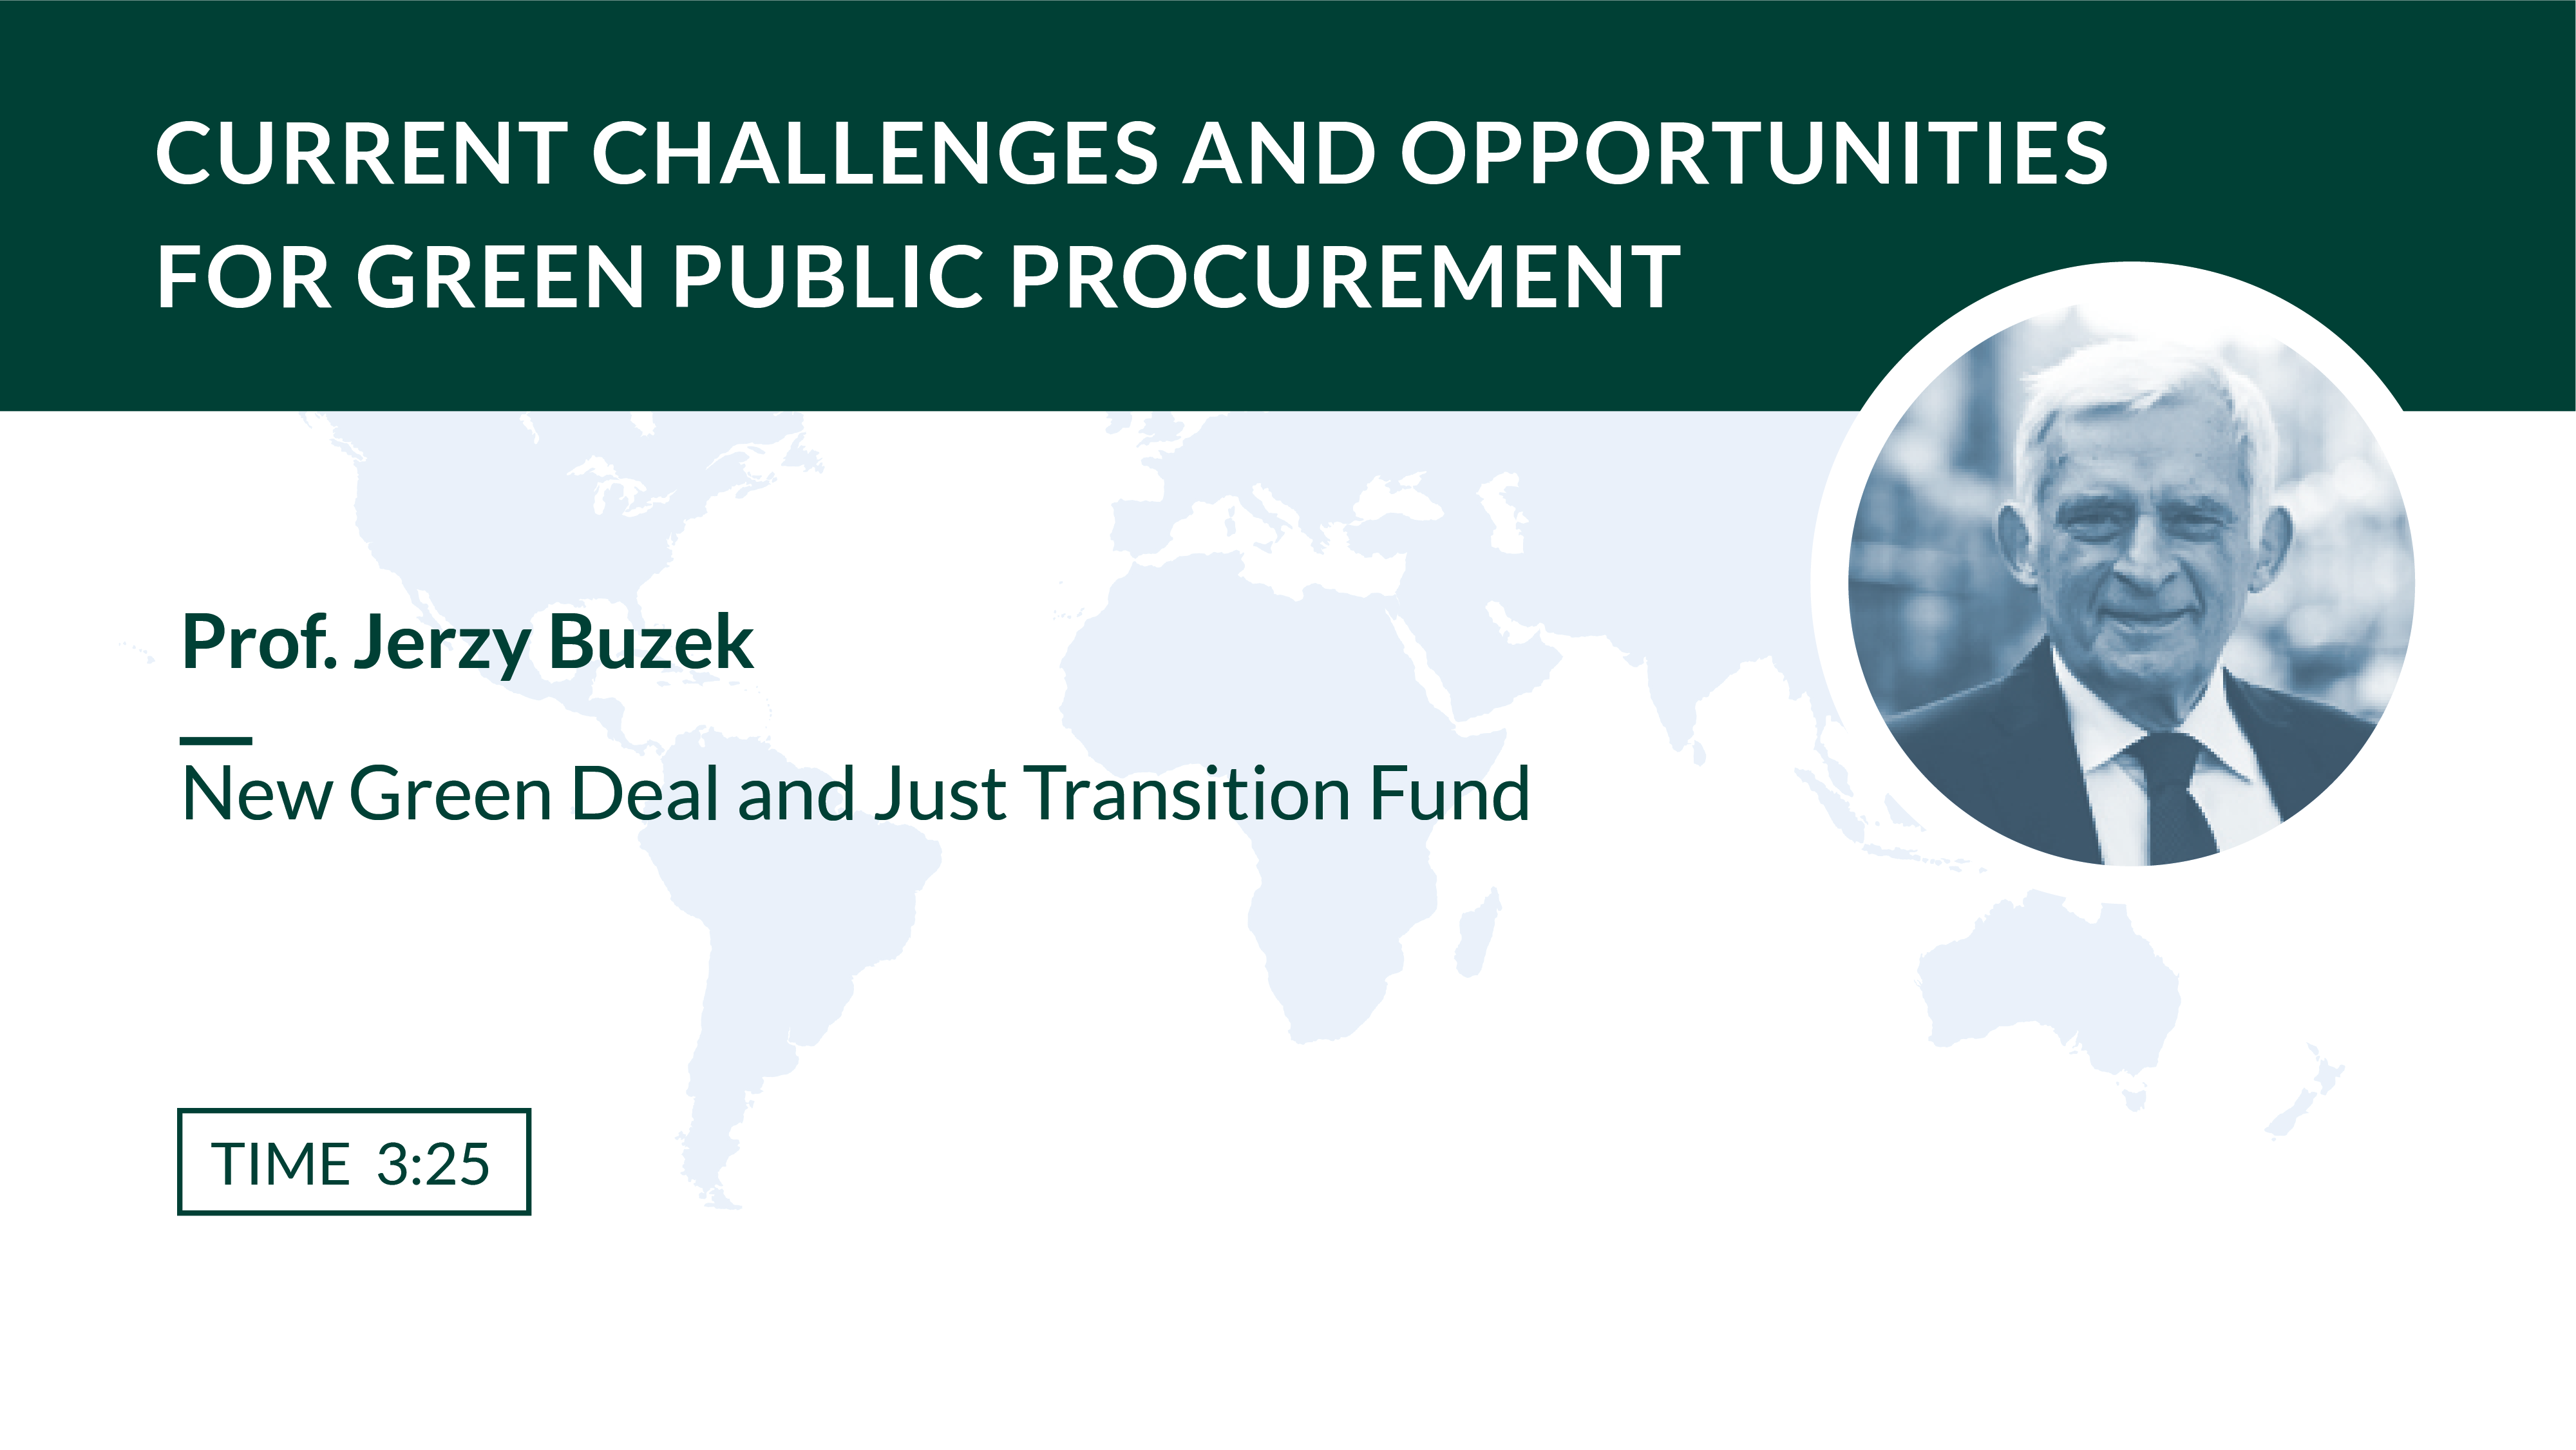 CURRENT CHALLENGES AND OPPORTUNITIES
FOR GREEN PUBLIC PROCUREMENT
Prof. Jerzy Buzek
New Green Deal and Just Transition Fund
TIME 3:25